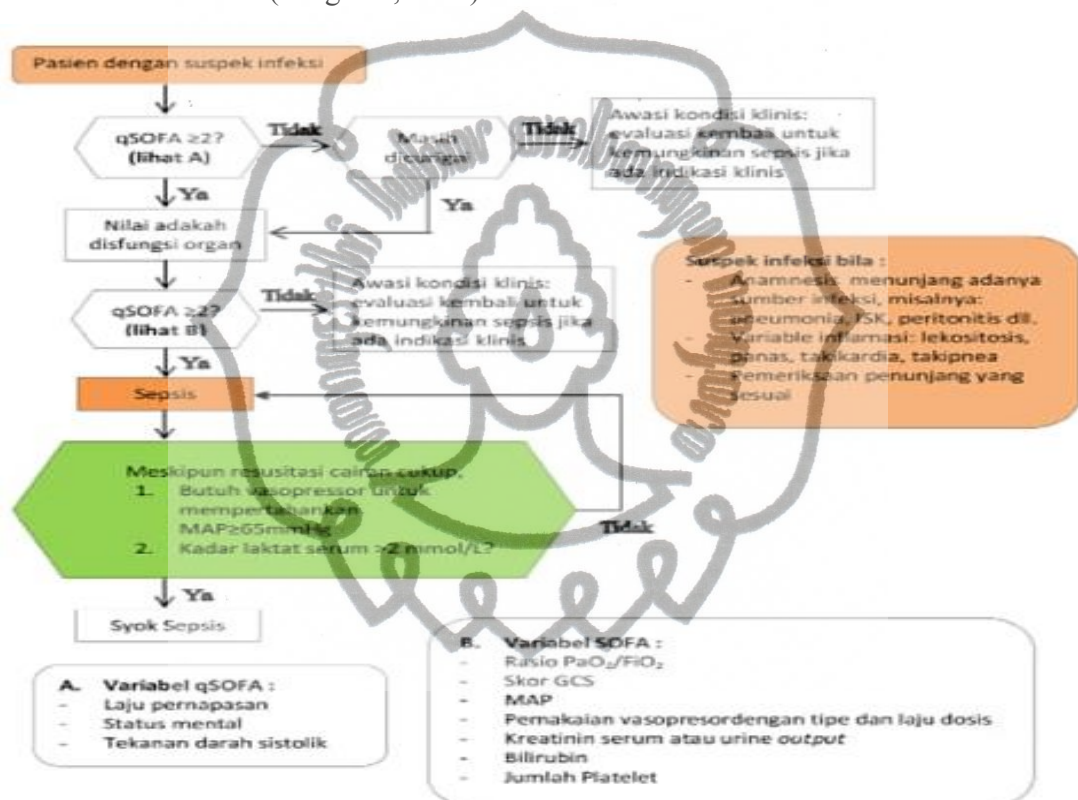 Pasien dengan suspek infeksi
qSOFA ≥2?
(lihat A)
Tidak
Masih
dicurigai
Tidak
Awasi kondisi klinis:
evaluasi kembali untuk
kemungkinan sepsis jika
ada indikasi klinis
Ya
Ya
Nilai adakah
disfungsi organ
qSOFA ≥2?
(lihat B)
Tidak
Awasi kondisi klinis:
evaluasi kembali untuk
kemungkinan sepsis jika
ada indikasi klinis
Suspek infeksi bila :
- Anamnesis menunjang adanya
sumber infeksi, misalnya:
pneumonia, ISK, peritonitis dll.
- Variable inflamasi: lekositosis,
panas, takikardia, takipnea
- Pemeriksaan penunjang yang
sesuai
Ya
Sepsis
Meskipun resusitasi cairan cukup,
1. Butuh vasopressor untuk
mempertahankan
MAP≥65mmHg
2. Kadar laktat serum >2 mmol/L?
Tidak
Ya
Syok Sepsis
A. Variabel qSOFA :
- Laju pernapasan
- Status mental
- Tekanan darah sistolik
B. Variabel SOFA :
- Rasio PaO₂/FiO₂
- Skor GCS
- MAP
- Pemakaian vasopresordengan tipe dan laju dosis
- Kreatinin serum atau urine output
- Bilirubin
- Jumlah Platelet